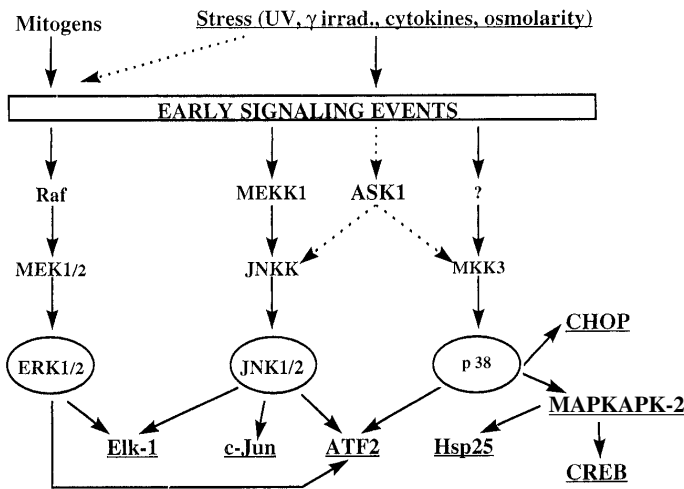 Mitogens
Stress (UV, γ irrad., cytokines, osmolarity)
EARLY SIGNALING EVENTS
Raf
MEKK1
ASK1
?
MEK1/2
JNKK
MKK3
ERK1/2
JNK1/2
p 38
CHOP
MAPKAPK-2
Elk-1
c-Jun
ATF2
Hsp25
CREB